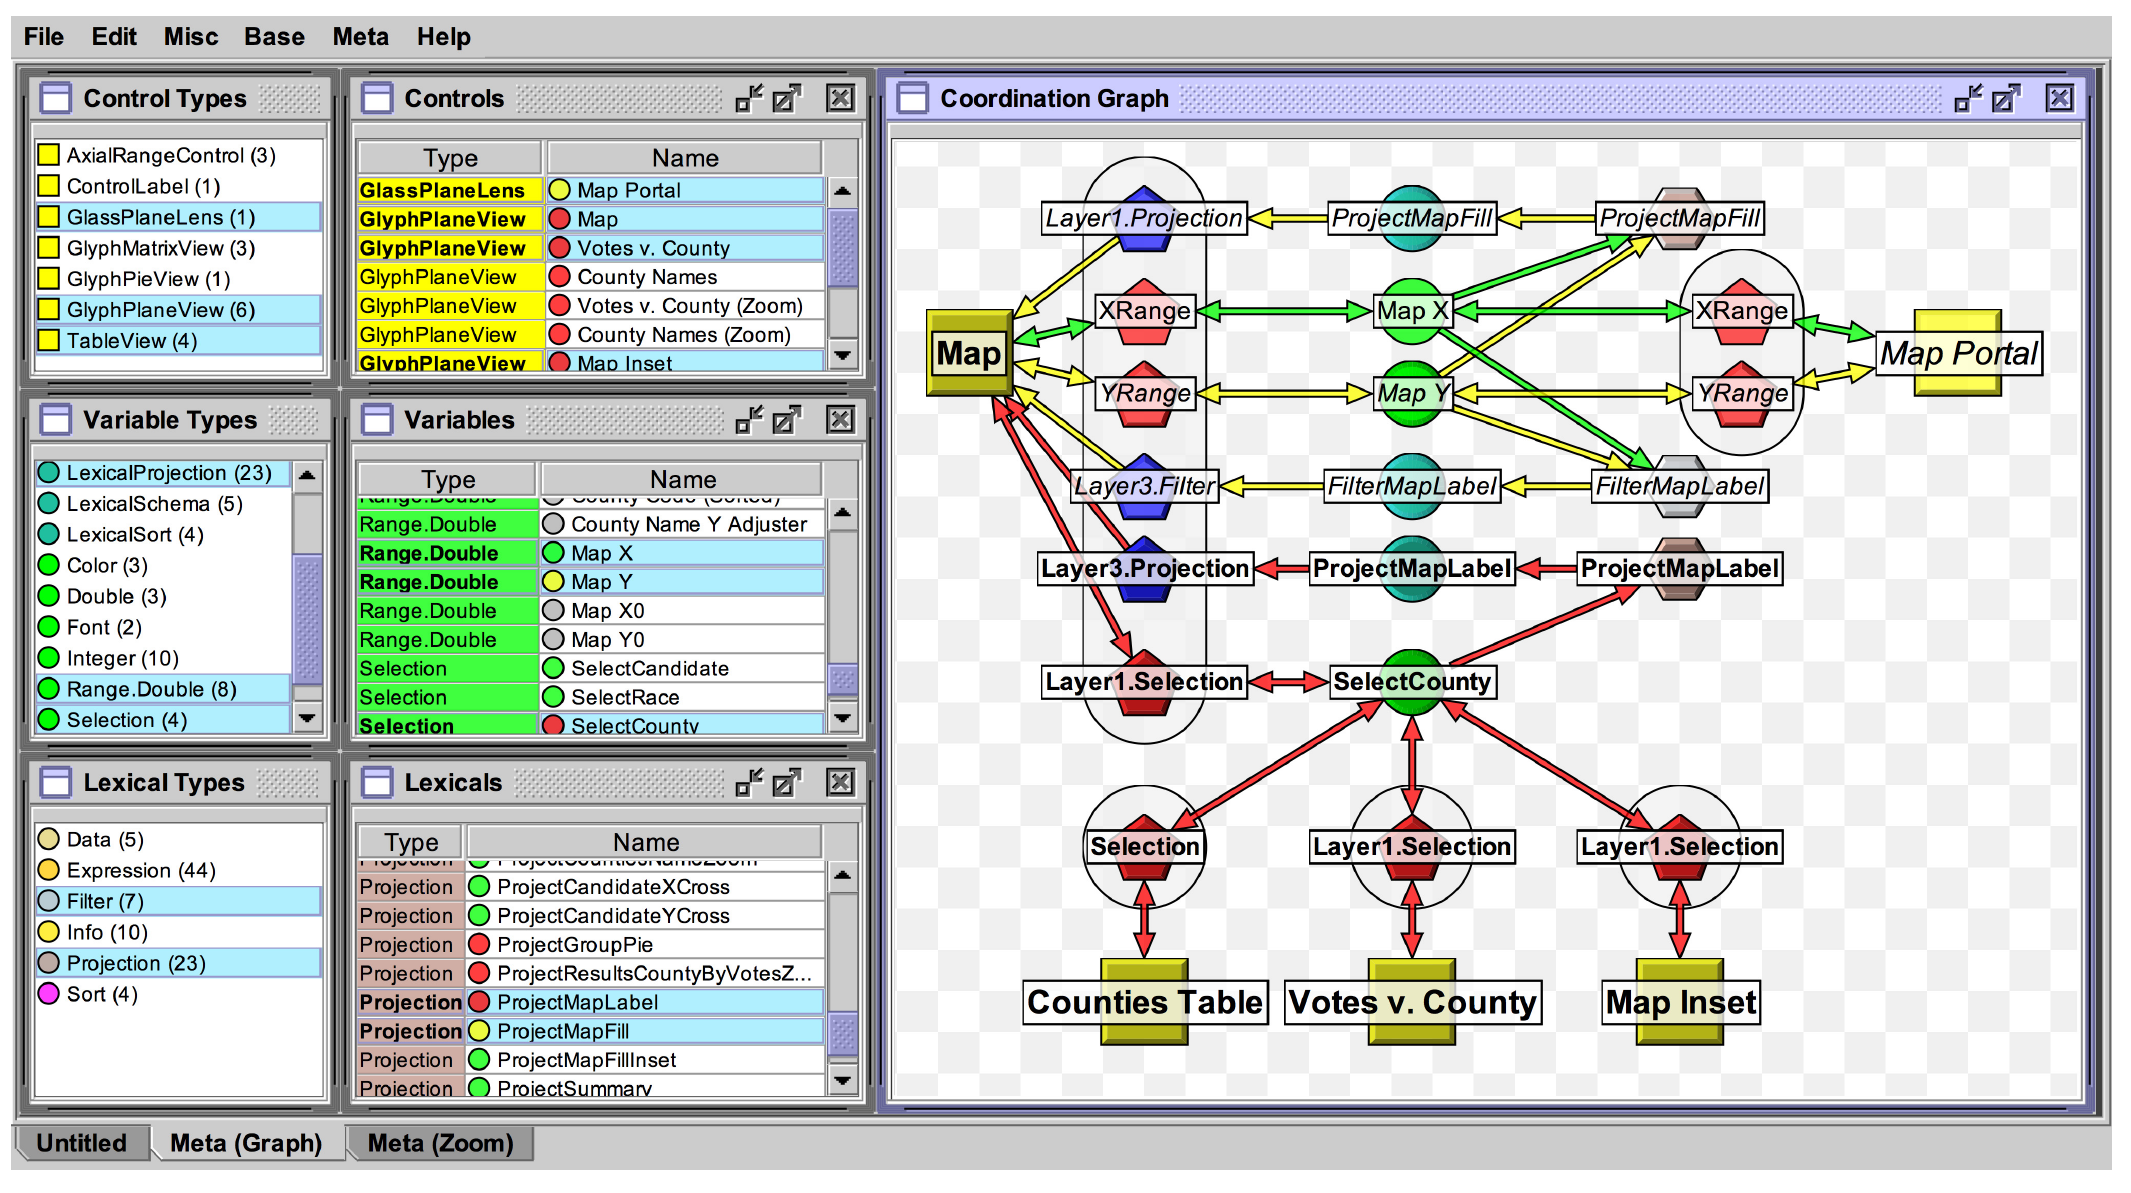 File Edit Misc Base Meta Help
Control Types
AxialRangeControl (3)
ControlLabel (1)
GlassPlaneLens (1)
GlyphMatrixView (3)
GlyphPieView (1)
GlyphPlaneView (6)
TableView (4)
Controls
Type Name
GlassPlaneLens Map Portal
GlyphPlaneView Map
GlyphPlaneView Votes v. County
GlyphPlaneView County Names
GlyphPlaneView Votes v. County (Zoom)
GlyphPlaneView County Names (Zoom)
GlyphPlaneView Map Inset
Variable Types
LexicalProjection (23)
LexicalSchema (5)
LexicalSort (4)
Color (3)
Double (3)
Font (2)
Integer (10)
Range.Double (8)
Selection (4)
Variables
Type Name
Range.Double County Code (Sorted)
Range.Double County Name Y Adjuster
Range.Double Map X
Range.Double Map Y
Range.Double Map X0
Range.Double Map Y0
Selection SelectCandidate
Selection SelectRace
Selection SelectCounty
Lexical Types
Data (5)
Expression (44)
Filter (7)
Info (10)
Projection (23)
Sort (4)
Lexicals
Type Name
Projection ProjectCountiesNameZoom
Projection ProjectCandidateXCross
Projection ProjectCandidateYCross
Projection ProjectGroupPie
Projection ProjectResultsCountyByVotesZ...
Projection ProjectMapLabel
Projection ProjectMapFill
Projection ProjectMapFillInset
Projection ProjectSummary
Coordination Graph
Layer1.Projection ProjectMapFill ProjectMapFill
XRange Map X XRange
Map Map Portal
YRange Map Y YRange
Layer3.Filter FilterMapLabel FilterMapLabel
Layer3.Projection ProjectMapLabel ProjectMapLabel
Layer1.Selection SelectCounty
Selection Layer1.Selection Layer1.Selection
Counties Table Votes v. County Map Inset
Untitled Meta (Graph) Meta (Zoom)